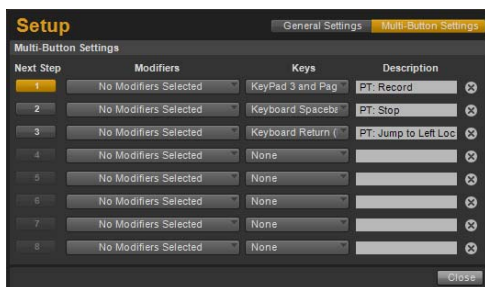 Setup
General Settings Multi-Button Settings
Multi-Button Settings
Next Step Modifiers Keys Description
1 No Modifiers Selected KeyPad 3 and Pag PT: Record
2 No Modifiers Selected Keyboard Spaceba PT: Stop
3 No Modifiers Selected Keyboard Return ( PT: Jump to Left Loc
4 No Modifiers Selected None
5 No Modifiers Selected None
6 No Modifiers Selected None
7 No Modifiers Selected None
8 No Modifiers Selected None
Close